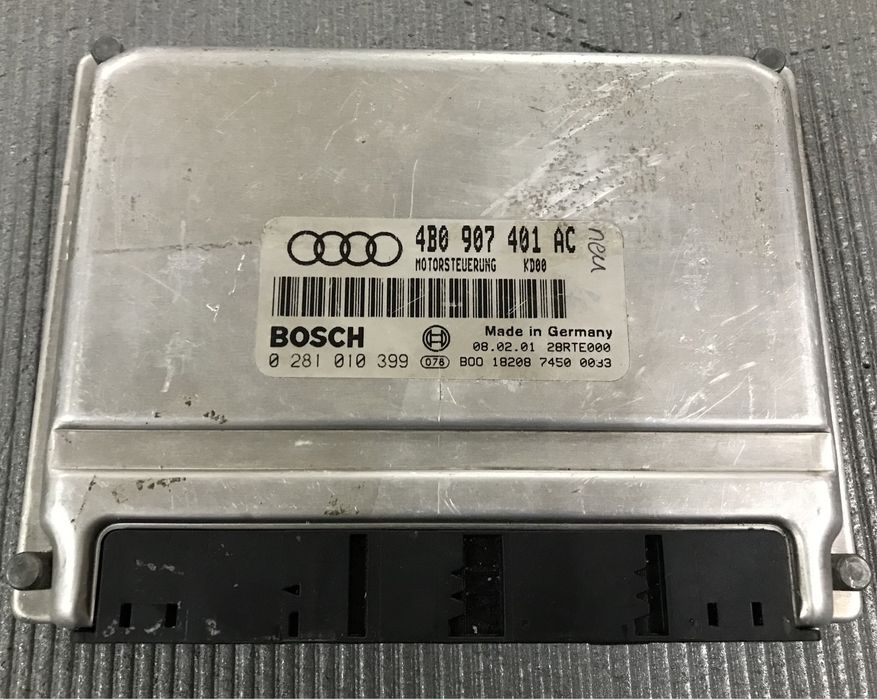 4B0 907 401 AC neu
MOTORSTEUERUNG KD00
BOSCH
Made in Germany
08.02.01 28RTE000
0 281 010 399 076 B00 18208 7450 0033